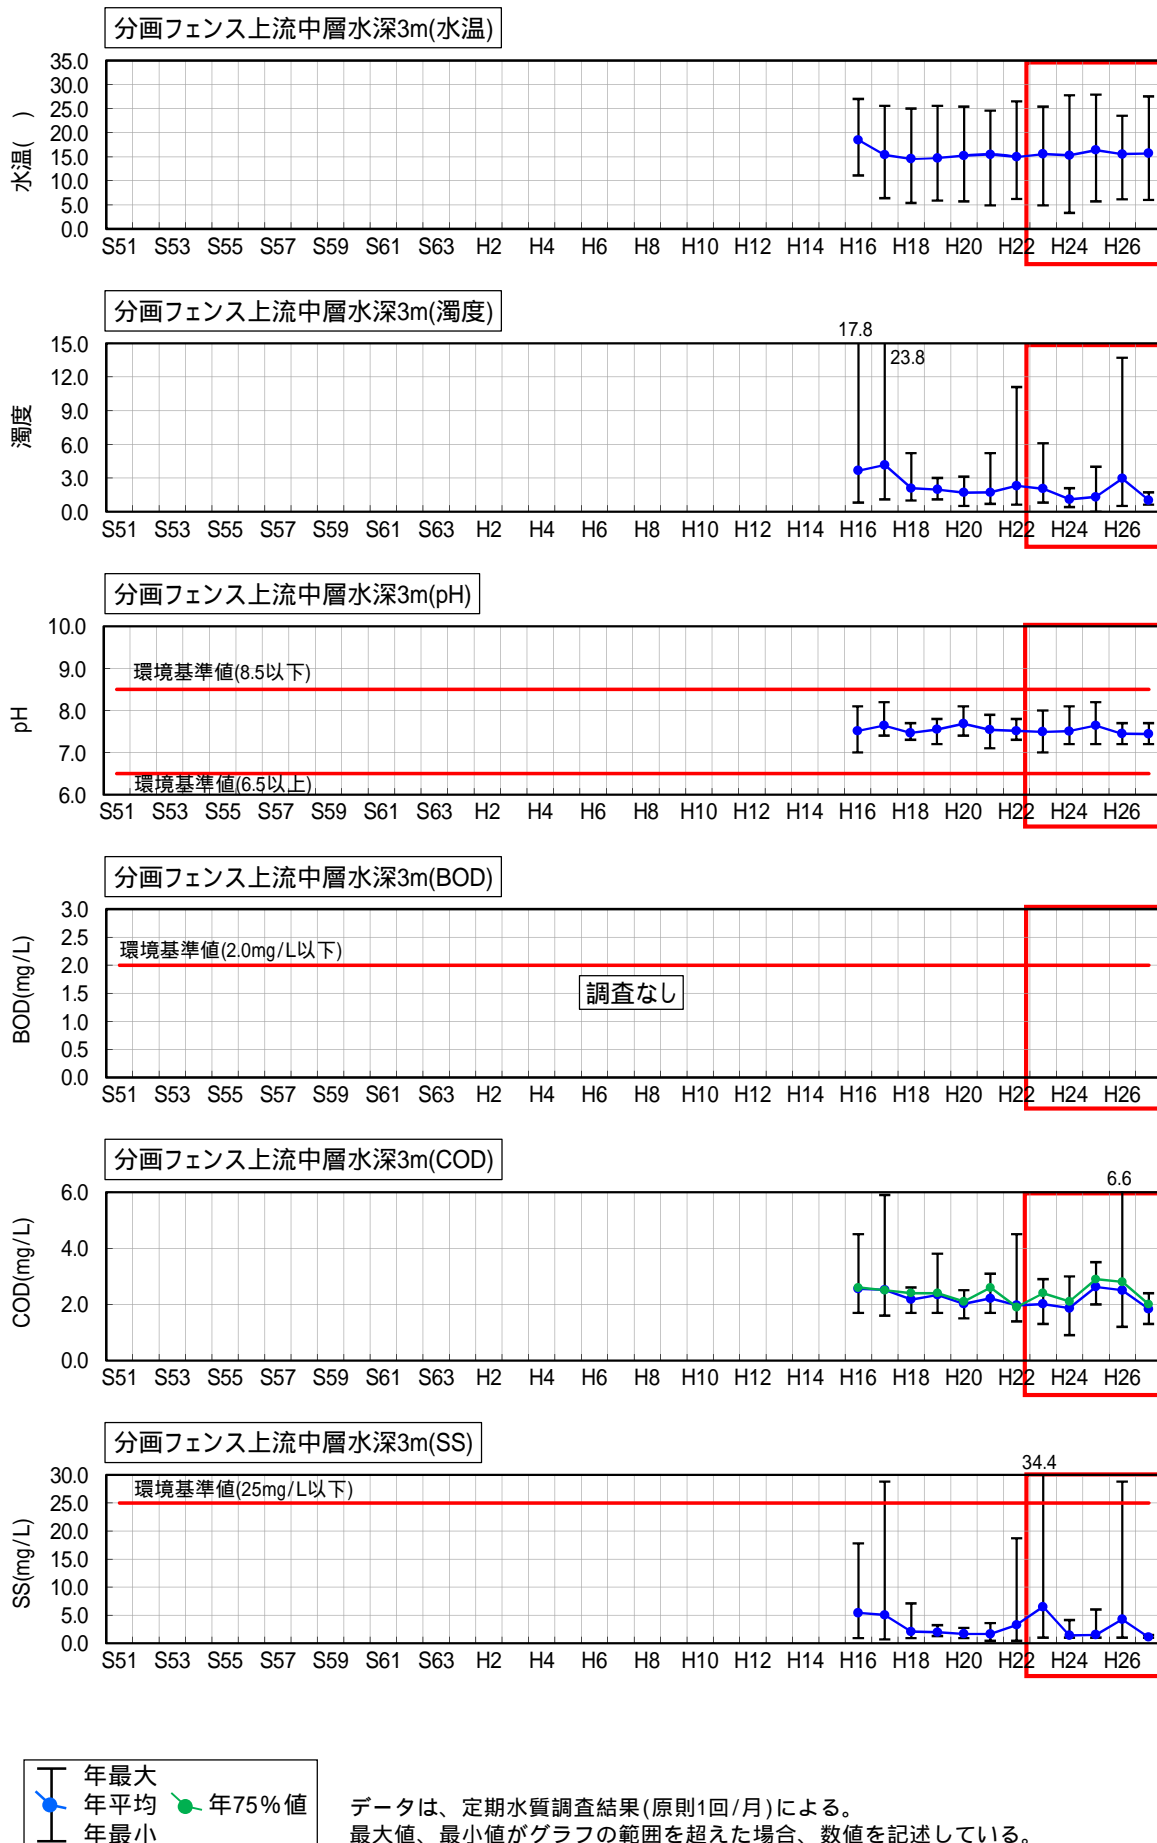 分画フェンス上流中層水深3m(水温)
35.0
30.0
25.0
20.0
15.0
10.0
5.0
0.0
水温( )
S51 S53 S55 S57 S59 S61 S63 H2 H4 H6 H8 H10 H12 H14 H16 H18 H20 H22 H24 H26
分画フェンス上流中層水深3m(濁度)
17.8
23.8
15.0
12.0
9.0
6.0
3.0
0.0
濁度
S51 S53 S55 S57 S59 S61 S63 H2 H4 H6 H8 H10 H12 H14 H16 H18 H20 H22 H24 H26
分画フェンス上流中層水深3m(pH)
10.0
9.0
8.0
7.0
6.0
pH
環境基準値(8.5以下)
環境基準値(6.5以上)
S51 S53 S55 S57 S59 S61 S63 H2 H4 H6 H8 H10 H12 H14 H16 H18 H20 H22 H24 H26
分画フェンス上流中層水深3m(BOD)
3.0
2.5
2.0
1.5
1.0
0.5
0.0
BOD(mg/L)
環境基準値(2.0mg/L以下)
調査なし
S51 S53 S55 S57 S59 S61 S63 H2 H4 H6 H8 H10 H12 H14 H16 H18 H20 H22 H24 H26
分画フェンス上流中層水深3m(COD)
6.6
6.0
4.0
2.0
0.0
COD(mg/L)
S51 S53 S55 S57 S59 S61 S63 H2 H4 H6 H8 H10 H12 H14 H16 H18 H20 H22 H24 H26
分画フェンス上流中層水深3m(SS)
34.4
30.0
25.0
20.0
15.0
10.0
5.0
0.0
SS(mg/L)
環境基準値(25mg/L以下)
S51 S53 S55 S57 S59 S61 S63 H2 H4 H6 H8 H10 H12 H14 H16 H18 H20 H22 H24 H26
年最大
年平均 年75%値
年最小
データは、定期水質調査結果(原則1回/月)による。
最大値、最小値がグラフの範囲を超えた場合、数値を記述している。